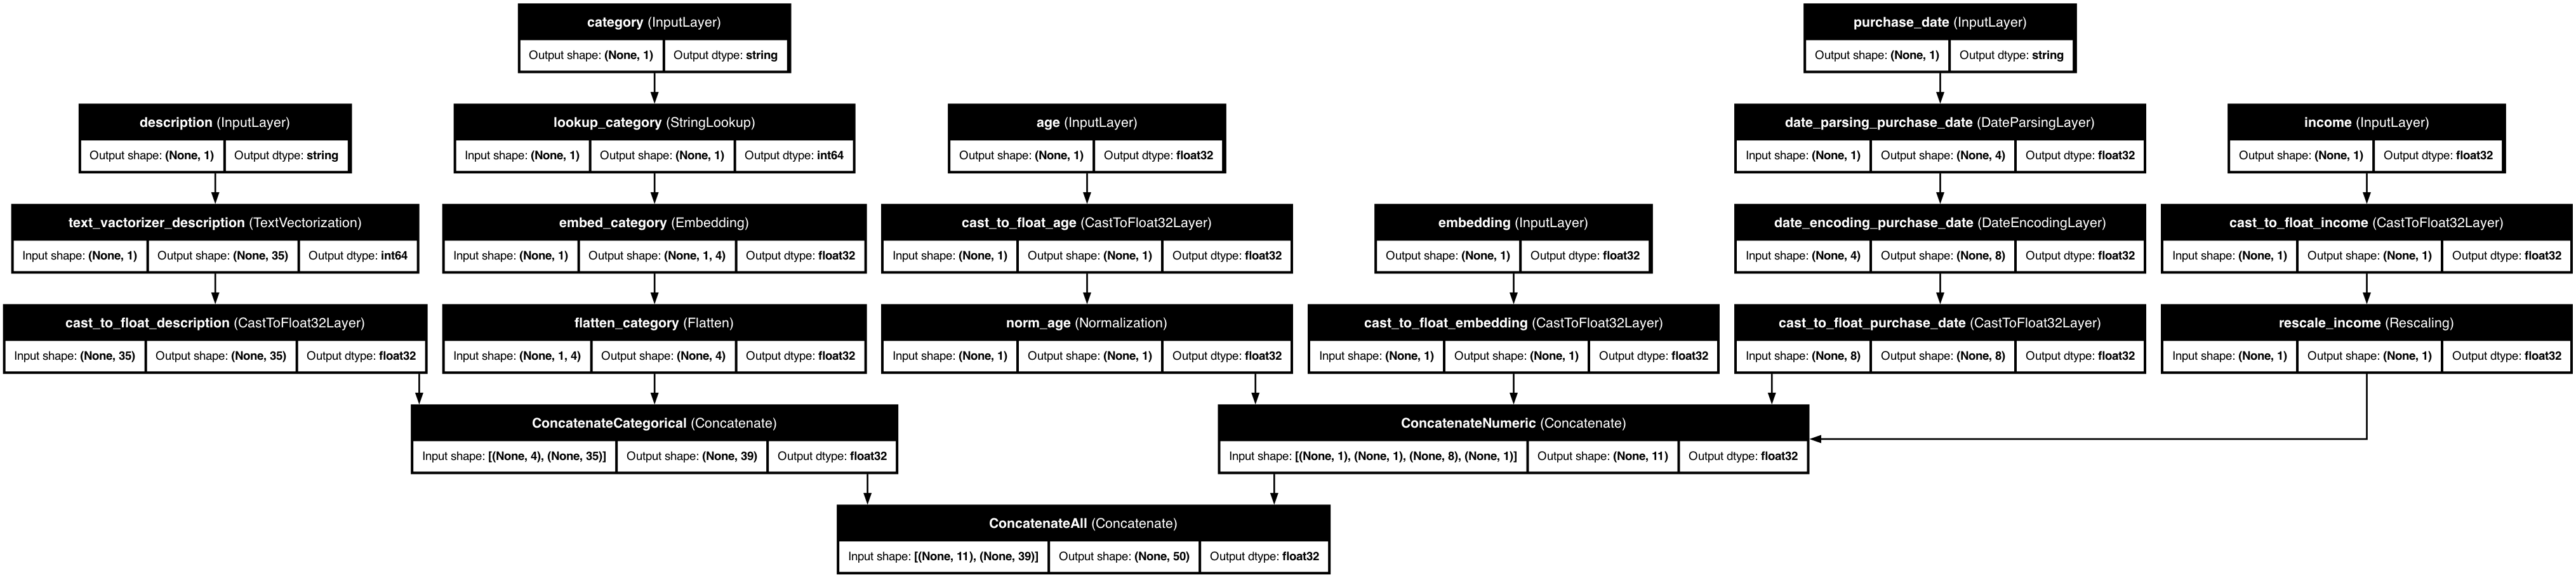 category (InputLayer)
Output shape: (None, 1) Output dtype: string
purchase_date (InputLayer)
Output shape: (None, 1) Output dtype: string
description (InputLayer)
Output shape: (None, 1) Output dtype: string
lookup_category (StringLookup)
Input shape: (None, 1) Output shape: (None, 1) Output dtype: int64
age (InputLayer)
Output shape: (None, 1) Output dtype: float32
date_parsing_purchase_date (DateParsingLayer)
Input shape: (None, 1) Output shape: (None, 4) Output dtype: float32
income (InputLayer)
Output shape: (None, 1) Output dtype: float32
text_vactorizer_description (TextVectorization)
Input shape: (None, 1) Output shape: (None, 35) Output dtype: int64
embed_category (Embedding)
Input shape: (None, 1) Output shape: (None, 1, 4) Output dtype: float32
cast_to_float_age (CastToFloat32Layer)
Input shape: (None, 1) Output shape: (None, 1) Output dtype: float32
embedding (InputLayer)
Output shape: (None, 1) Output dtype: float32
date_encoding_purchase_date (DateEncodingLayer)
Input shape: (None, 4) Output shape: (None, 8) Output dtype: float32
cast_to_float_income (CastToFloat32Layer)
Input shape: (None, 1) Output shape: (None, 1) Output dtype: float32
cast_to_float_description (CastToFloat32Layer)
Input shape: (None, 35) Output shape: (None, 35) Output dtype: float32
flatten_category (Flatten)
Input shape: (None, 1, 4) Output shape: (None, 4) Output dtype: float32
norm_age (Normalization)
Input shape: (None, 1) Output shape: (None, 1) Output dtype: float32
cast_to_float_embedding (CastToFloat32Layer)
Input shape: (None, 1) Output shape: (None, 1) Output dtype: float32
cast_to_float_purchase_date (CastToFloat32Layer)
Input shape: (None, 8) Output shape: (None, 8) Output dtype: float32
rescale_income (Rescaling)
Input shape: (None, 1) Output shape: (None, 1) Output dtype: float32
ConcatenateCategorical (Concatenate)
Input shape: [(None, 4), (None, 35)] Output shape: (None, 39) Output dtype: float32
ConcatenateNumeric (Concatenate)
Input shape: [(None, 1), (None, 1), (None, 8), (None, 1)] Output shape: (None, 11) Output dtype: float32
ConcatenateAll (Concatenate)
Input shape: [(None, 11), (None, 39)] Output shape: (None, 50) Output dtype: float32